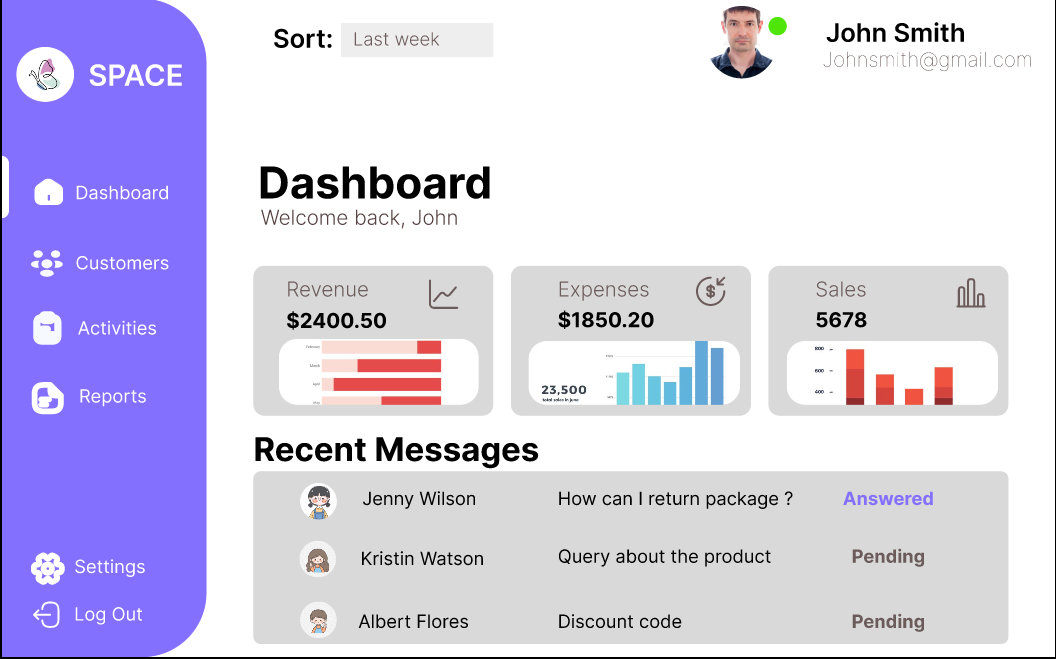 SPACE
Dashboard
Customers
Activities
Reports
Settings
Log Out
Sort: Last week
John Smith
Johnsmith@gmail.com
Dashboard
Welcome back, John
Revenue
$2400.50
February
March
April
May
Expenses
$1850.20
23,500
total sales in june
Sales
5678
800
600
400
Recent Messages
Jenny Wilson How can I return package ? Answered
Kristin Watson Query about the product Pending
Albert Flores Discount code Pending